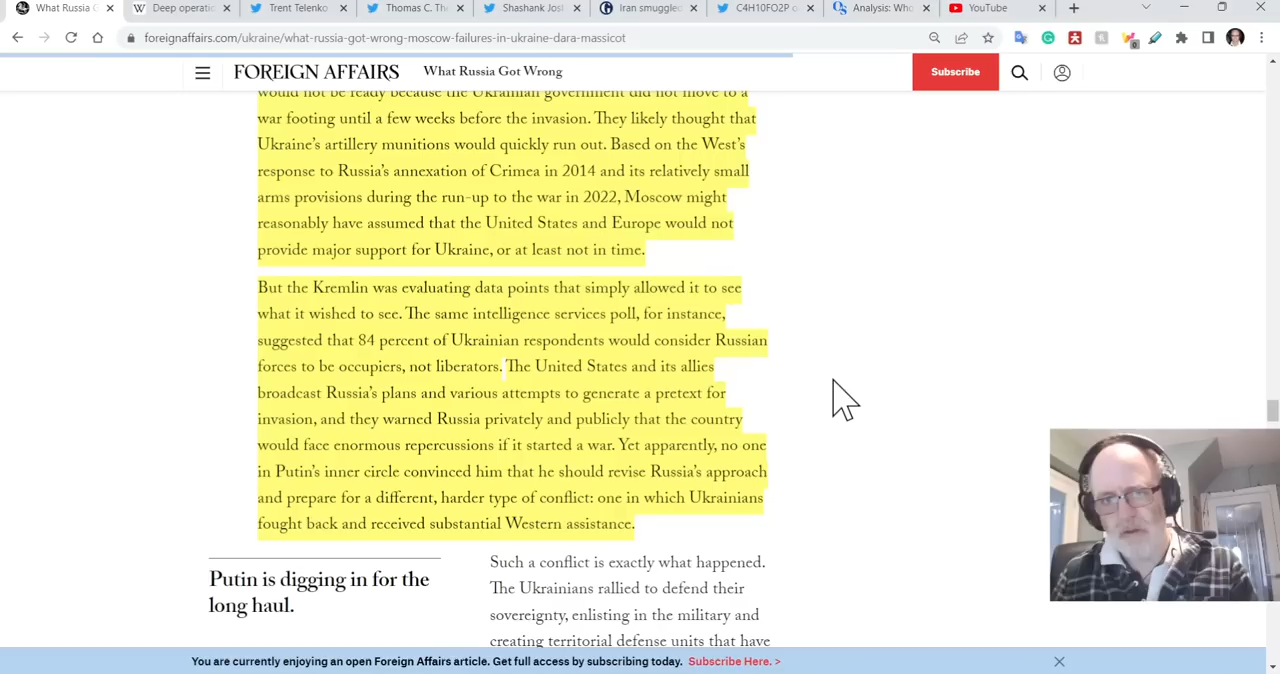 What Russia G
Deep operati
Trent Telenko
Thomas C. The
Shashank Josh
Iran smuggled
C4H10FO2P o
Analysis: Who
YouTube
foreignaffairs.com/ukraine/what-russia-got-wrong-moscow-failures-in-ukraine-dara-massicot
FOREIGN AFFAIRS What Russia Got Wrong Subscribe
would not be ready because the Ukrainian government did not move to a
war footing until a few weeks before the invasion. They likely thought that
Ukraine's artillery munitions would quickly run out. Based on the West's
response to Russia's annexation of Crimea in 2014 and its relatively small
arms provisions during the run-up to the war in 2022, Moscow might
reasonably have assumed that the United States and Europe would not
provide major support for Ukraine, or at least not in time.
But the Kremlin was evaluating data points that simply allowed it to see
what it wished to see. The same intelligence services poll, for instance,
suggested that 84 percent of Ukrainian respondents would consider Russian
forces to be occupiers, not liberators. The United States and its allies
broadcast Russia's plans and various attempts to generate a pretext for
invasion, and they warned Russia privately and publicly that the country
would face enormous repercussions if it started a war. Yet apparently, no one
in Putin's inner circle convinced him that he should revise Russia's approach
and prepare for a different, harder type of conflict: one in which Ukrainians
fought back and received substantial Western assistance.
Putin is digging in for the
long haul.
Such a conflict is exactly what happened.
The Ukrainians rallied to defend their
sovereignty, enlisting in the military and
creating territorial defense units that have
You are currently enjoying an open Foreign Affairs article. Get full access by subscribing today. Subscribe Here. >